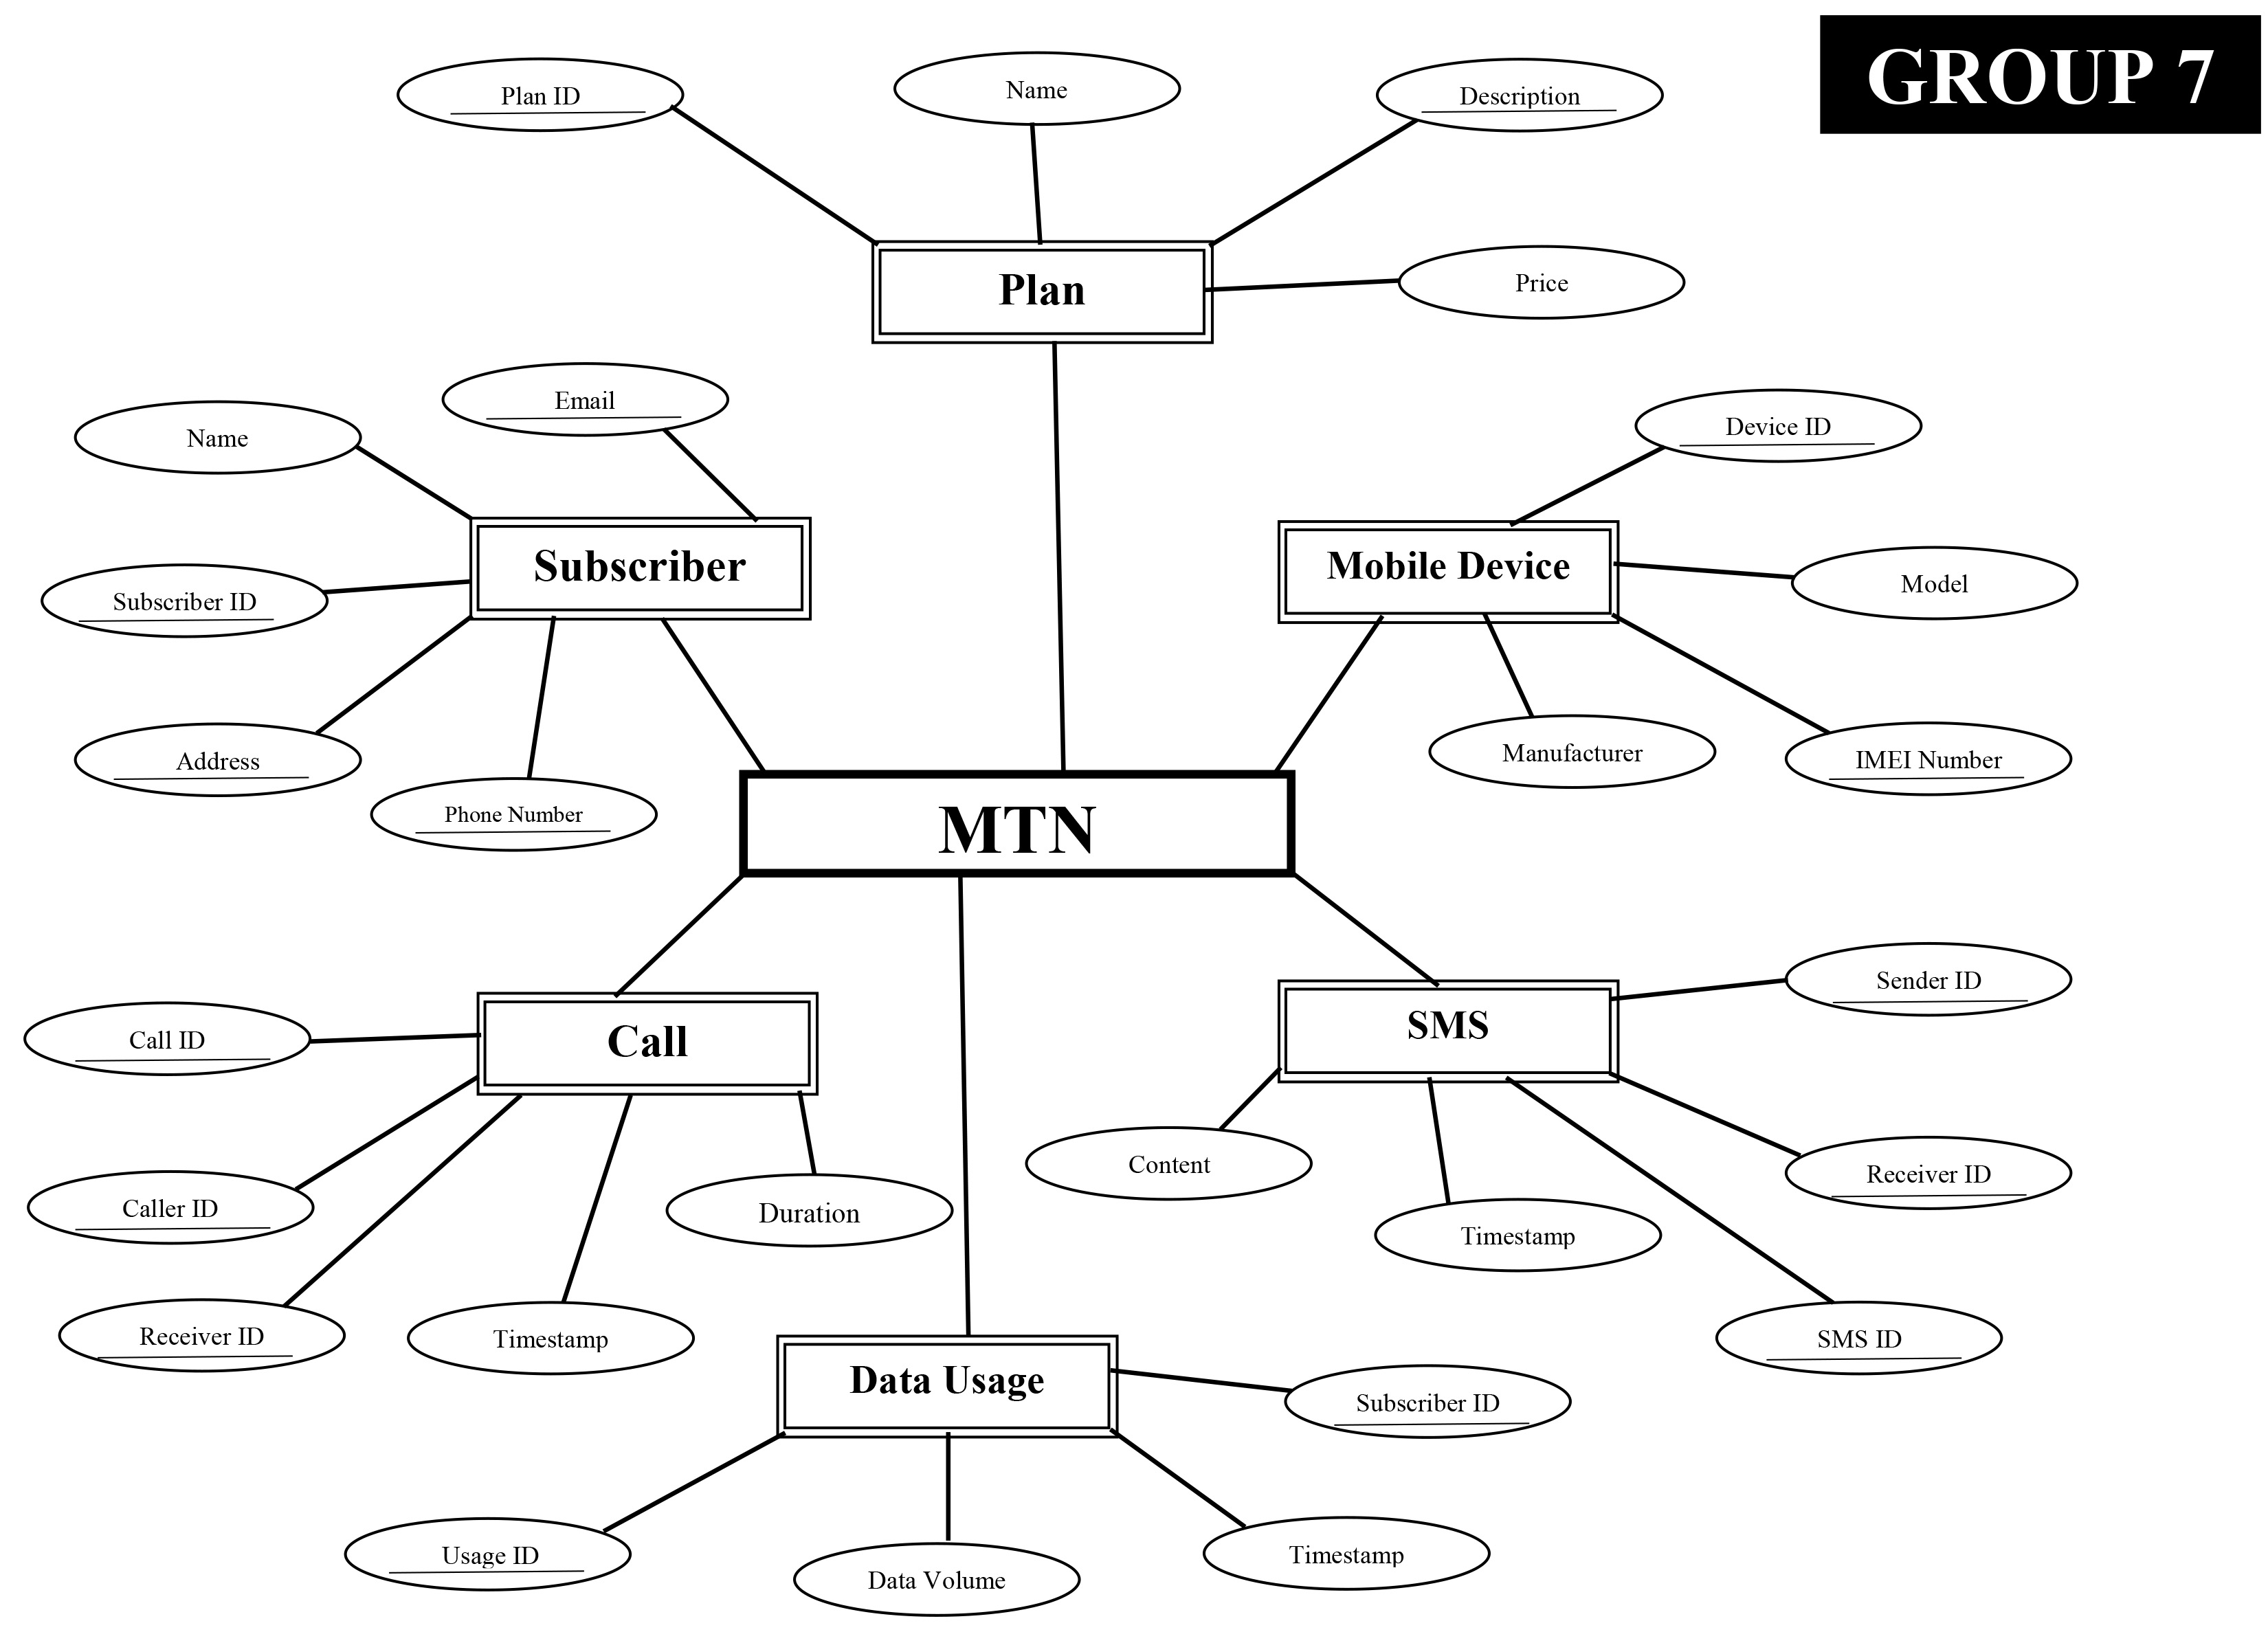 GROUP 7
Plan ID
Name
Description
Plan
Price
Email
Name
Device ID
Subscriber
Mobile Device
Model
Subscriber ID
Address
Manufacturer
IMEI Number
Phone Number
MTN
Sender ID
Call ID
Call
SMS
Content
Receiver ID
Caller ID
Duration
Timestamp
Receiver ID
Timestamp
SMS ID
Data Usage
Subscriber ID
Usage ID
Data Volume
Timestamp